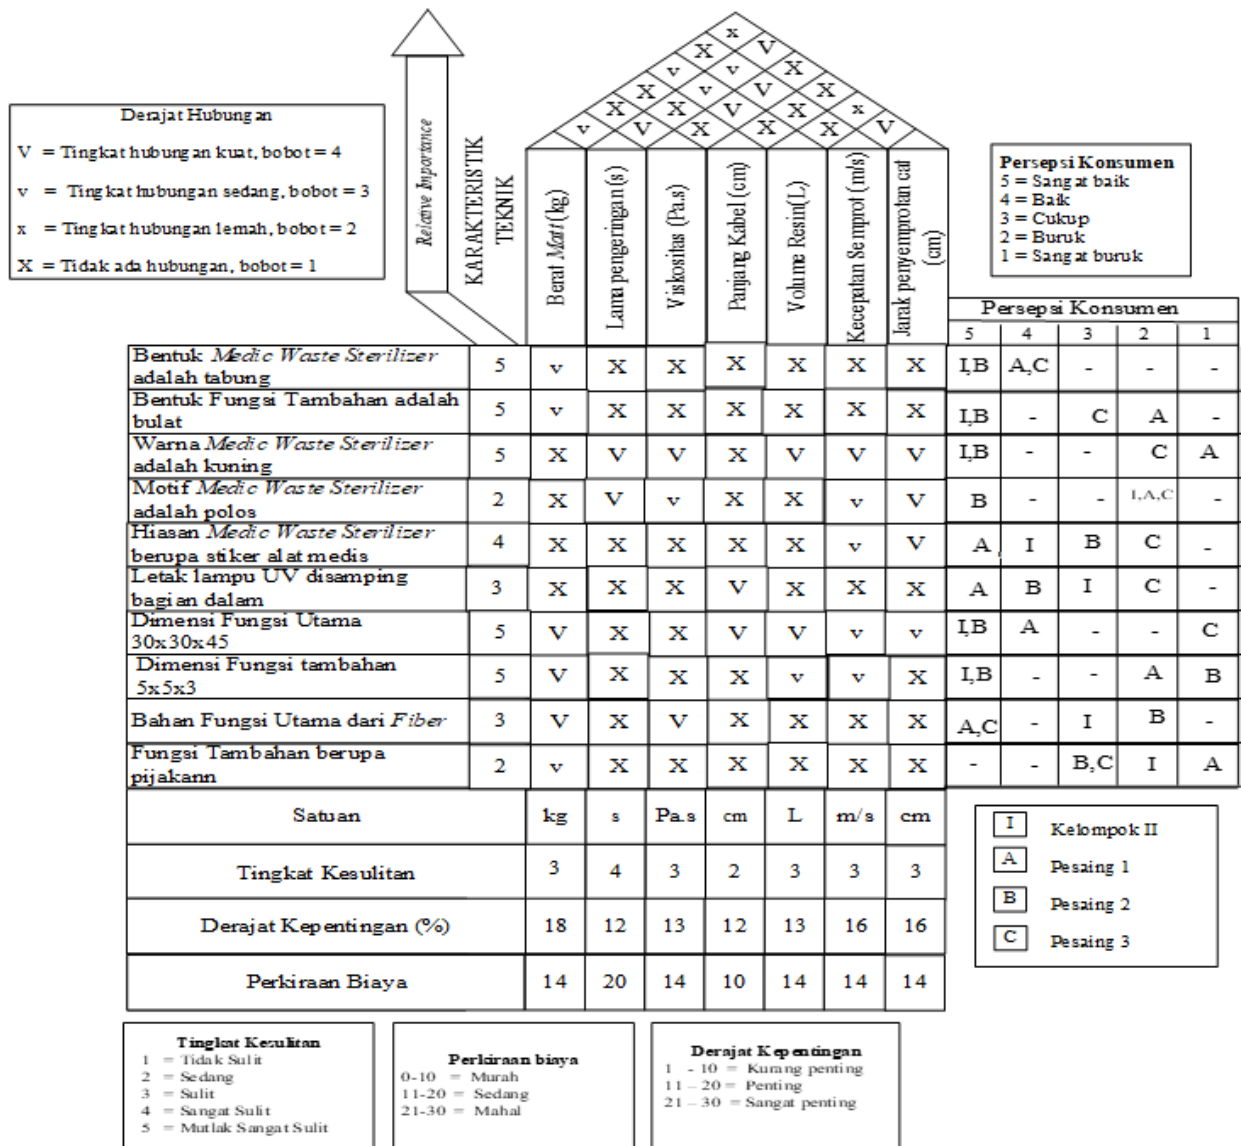 Derajat Hubungan
V = Tingkat hubungan kuat, bobot = 4
v = Tingkat hubungan sedang, bobot = 3
x = Tingkat hubungan lemah, bobot = 2
X = Tidak ada hubungan, bobot = 1
Relative Importance
KARAKTERISTIK
TEKNIK
x
X V
v v X
X v V X
X X V X x
v V X X X V
Berat Matt (kg)
Lama pengeringan (s)
Viskositas (Pa.s)
Panjang Kabel (cm)
Volume Resin(L)
Kecepatan Semprot (m/s)
Jarak penyemprotan cat
(cm)
Persepsi Konsumen
5 = Sangat baik
4 = Baik
3 = Cukup
2 = Buruk
1 = Sangat buruk
Persepsi Konsumen
5 4 3 2 1
Bentuk Medic Waste Sterilizer
adalah tabung
5 v X X X X X X I,B A,C - - -
Bentuk Fungsi Tambahan adalah
bulat
5 v X X X X X X I,B - C A -
Warna Medic Waste Sterilizer
adalah kuning
5 X V V X V V V I,B - - C A
Motif Medic Waste Sterilizer
adalah polos
2 X V v X X v V B - - I,A,C -
Hiasan Medic Waste Sterilizer
berupa stiker alat medis
4 X X X X X v V A I B C -
Letak lampu UV disamping
bagian dalam
3 X X X V X X X A B I C -
Dimensi Fungsi Utama
30x30x45
5 V X X V V v v I,B A - - C
Dimensi Fungsi tambahan
5x5x3
5 V X X X v v X I,B - - A B
Bahan Fungsi Utama dari Fiber 3 V X V X X X X A,C - I B -
Fungsi Tambahan berupa
pijakann
2 v X X X X X X - - B,C I A
Satuan kg s Pa.s cm L m/s cm
Tingkat Kesulitan 3 4 3 2 3 3 3
Derajat Kepentingan (%) 18 12 13 12 13 16 16
Perkiraan Biaya 14 20 14 10 14 14 14
I Kelompok II
A Pesaing 1
B Pesaing 2
C Pesaing 3
Tingkat Kesulitan
1 = Tidak Sulit
2 = Sedang
3 = Sulit
4 = Sangat Sulit
5 = Mutlak Sangat Sulit
Perkiraan biaya
0-10 = Murah
11-20 = Sedang
21-30 = Mahal
Derajat Kepentingan
1 - 10 = Kurang penting
11 – 20 = Penting
21 – 30 = Sangat penting